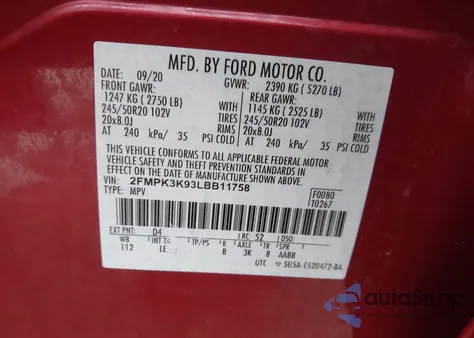 MFD. BY FORD MOTOR CO.
DATE: 09/20 GVWR: 2390 KG ( 5270 LB)
FRONT GAWR: REAR GAWR:
1247 KG ( 2750 LB) 1145 KG ( 2525 LB)
245/50R20 102V TIRES 245/50R20 102V TIRES
20x8.0J RIMS 20x8.0J RIMS
AT 240 kPa/ 35 PSI COLD AT 240 kPa/ 35 PSI COLD
THIS VEHICLE CONFORMS TO ALL APPLICABLE FEDERAL MOTOR
VEHICLE SAFETY AND THEFT PREVENTION STANDARDS IN
EFFECT ON THE DATE OF MANUFACTURE SHOWN ABOVE.
VIN: 2FMPK3K93LBB11758
TYPE: MPV
F0080
T0267
EXT PNT: D4 RC: 52 DSO:
WB INT TR TP/PS R AXLE TR SPR
112 LE B 3K 8 AABB
UTC 5U5A-1520472-BA
autoSnap